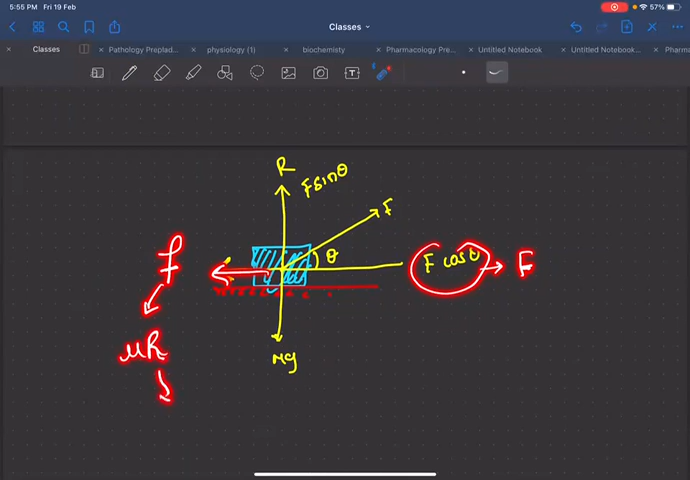 5:55 PM Fri 19 Feb
57%
Classes
Classes
Pathology Preplad...
physiology (1)
biochemisty
Pharmacology Pre...
Untitled Notebook
Untitled Notebook...
Pharma
T
R
F sinθ
F
θ
F cosθ
F
f
μR
Mg